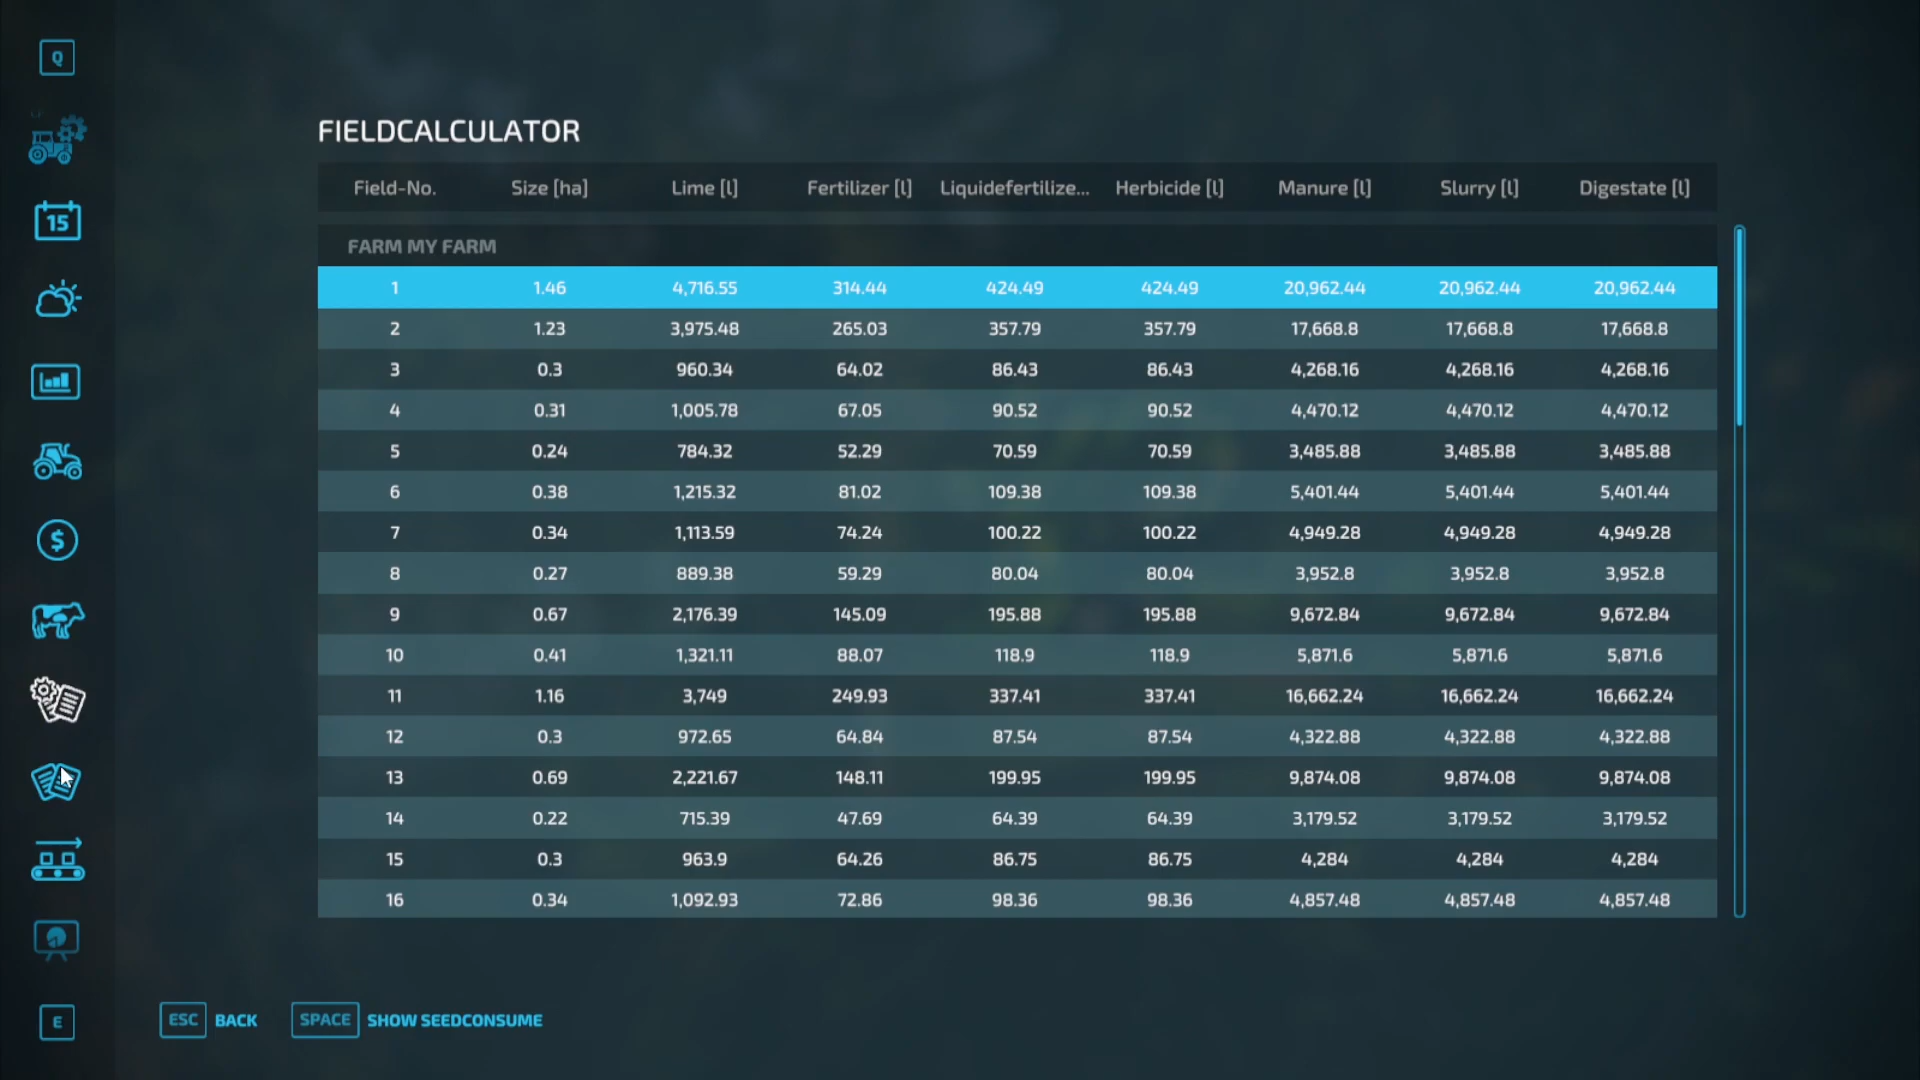 Q
FIELDCALCULATOR
Field-No. Size [ha] Lime [l] Fertilizer [l] Liquidefertilize... Herbicide [l] Manure [l] Slurry [l] Digestate [l]
15
FARM MY FARM
1 1.46 4,716.55 314.44 424.49 424.49 20,962.44 20,962.44 20,962.44
2 1.23 3,975.48 265.03 357.79 357.79 17,668.8 17,668.8 17,668.8
3 0.3 960.34 64.02 86.43 86.43 4,268.16 4,268.16 4,268.16
4 0.31 1,005.78 67.05 90.52 90.52 4,470.12 4,470.12 4,470.12
5 0.24 784.32 52.29 70.59 70.59 3,485.88 3,485.88 3,485.88
6 0.38 1,215.32 81.02 109.38 109.38 5,401.44 5,401.44 5,401.44
7 0.34 1,113.59 74.24 100.22 100.22 4,949.28 4,949.28 4,949.28
$
8 0.27 889.38 59.29 80.04 80.04 3,952.8 3,952.8 3,952.8
9 0.67 2,176.39 145.09 195.88 195.88 9,672.84 9,672.84 9,672.84
10 0.41 1,321.11 88.07 118.9 118.9 5,871.6 5,871.6 5,871.6
11 1.16 3,749 249.93 337.41 337.41 16,662.24 16,662.24 16,662.24
12 0.3 972.65 64.84 87.54 87.54 4,322.88 4,322.88 4,322.88
13 0.69 2,221.67 148.11 199.95 199.95 9,874.08 9,874.08 9,874.08
14 0.22 715.39 47.69 64.39 64.39 3,179.52 3,179.52 3,179.52
15 0.3 963.9 64.26 86.75 86.75 4,284 4,284 4,284
16 0.34 1,092.93 72.86 98.36 98.36 4,857.48 4,857.48 4,857.48
E
ESC BACK SPACE SHOW SEEDCONSUME